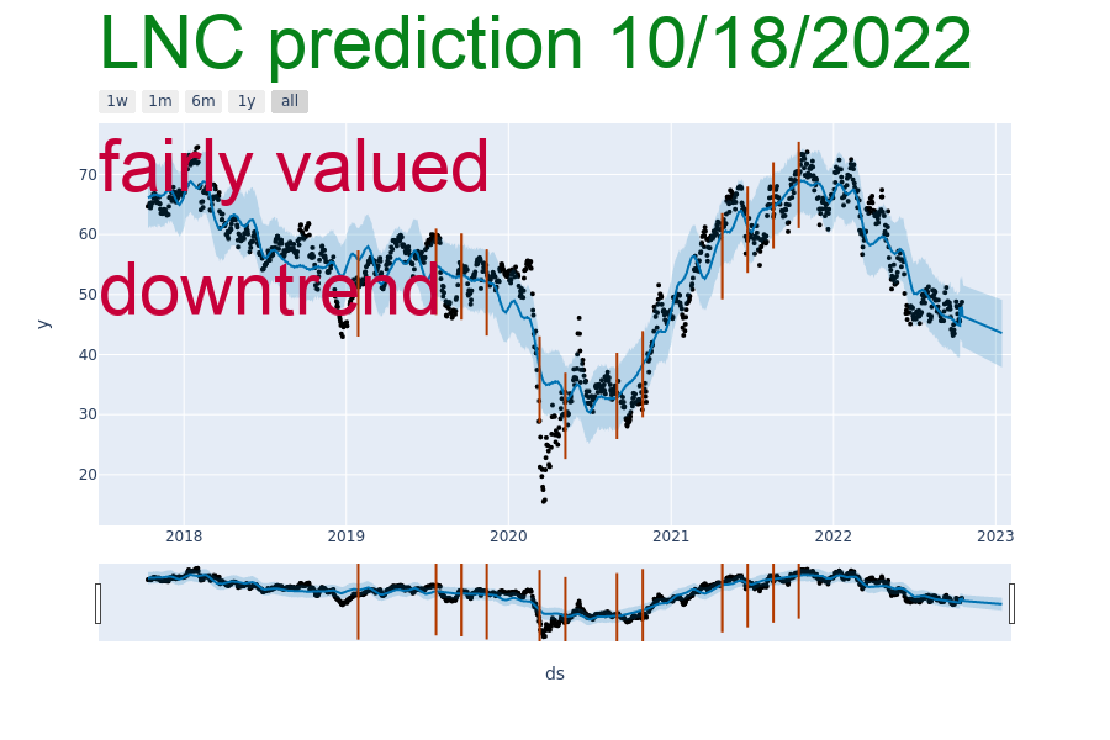 LNC prediction 10/18/2022
1w 1m 6m 1y all
fairly valued
downtrend
70
60
50
40
30
20
y
2018 2019 2020 2021 2022 2023
ds